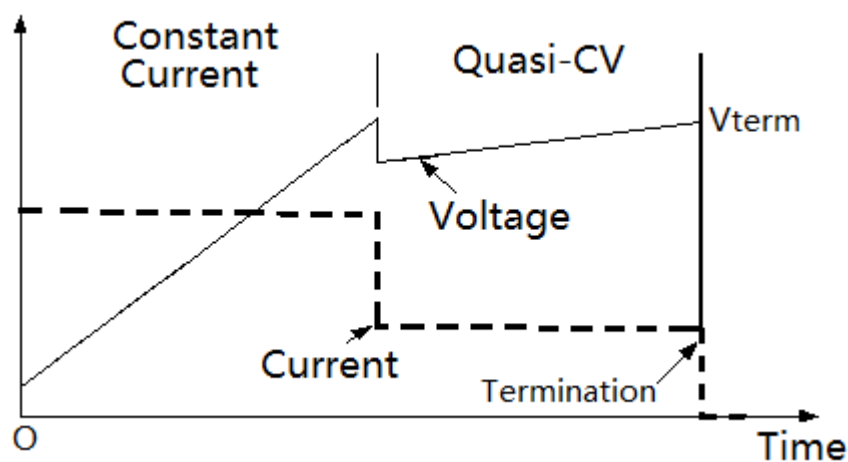 Constant
Current
Quasi-CV
Vterm
Voltage
Current
Termination
O
Time